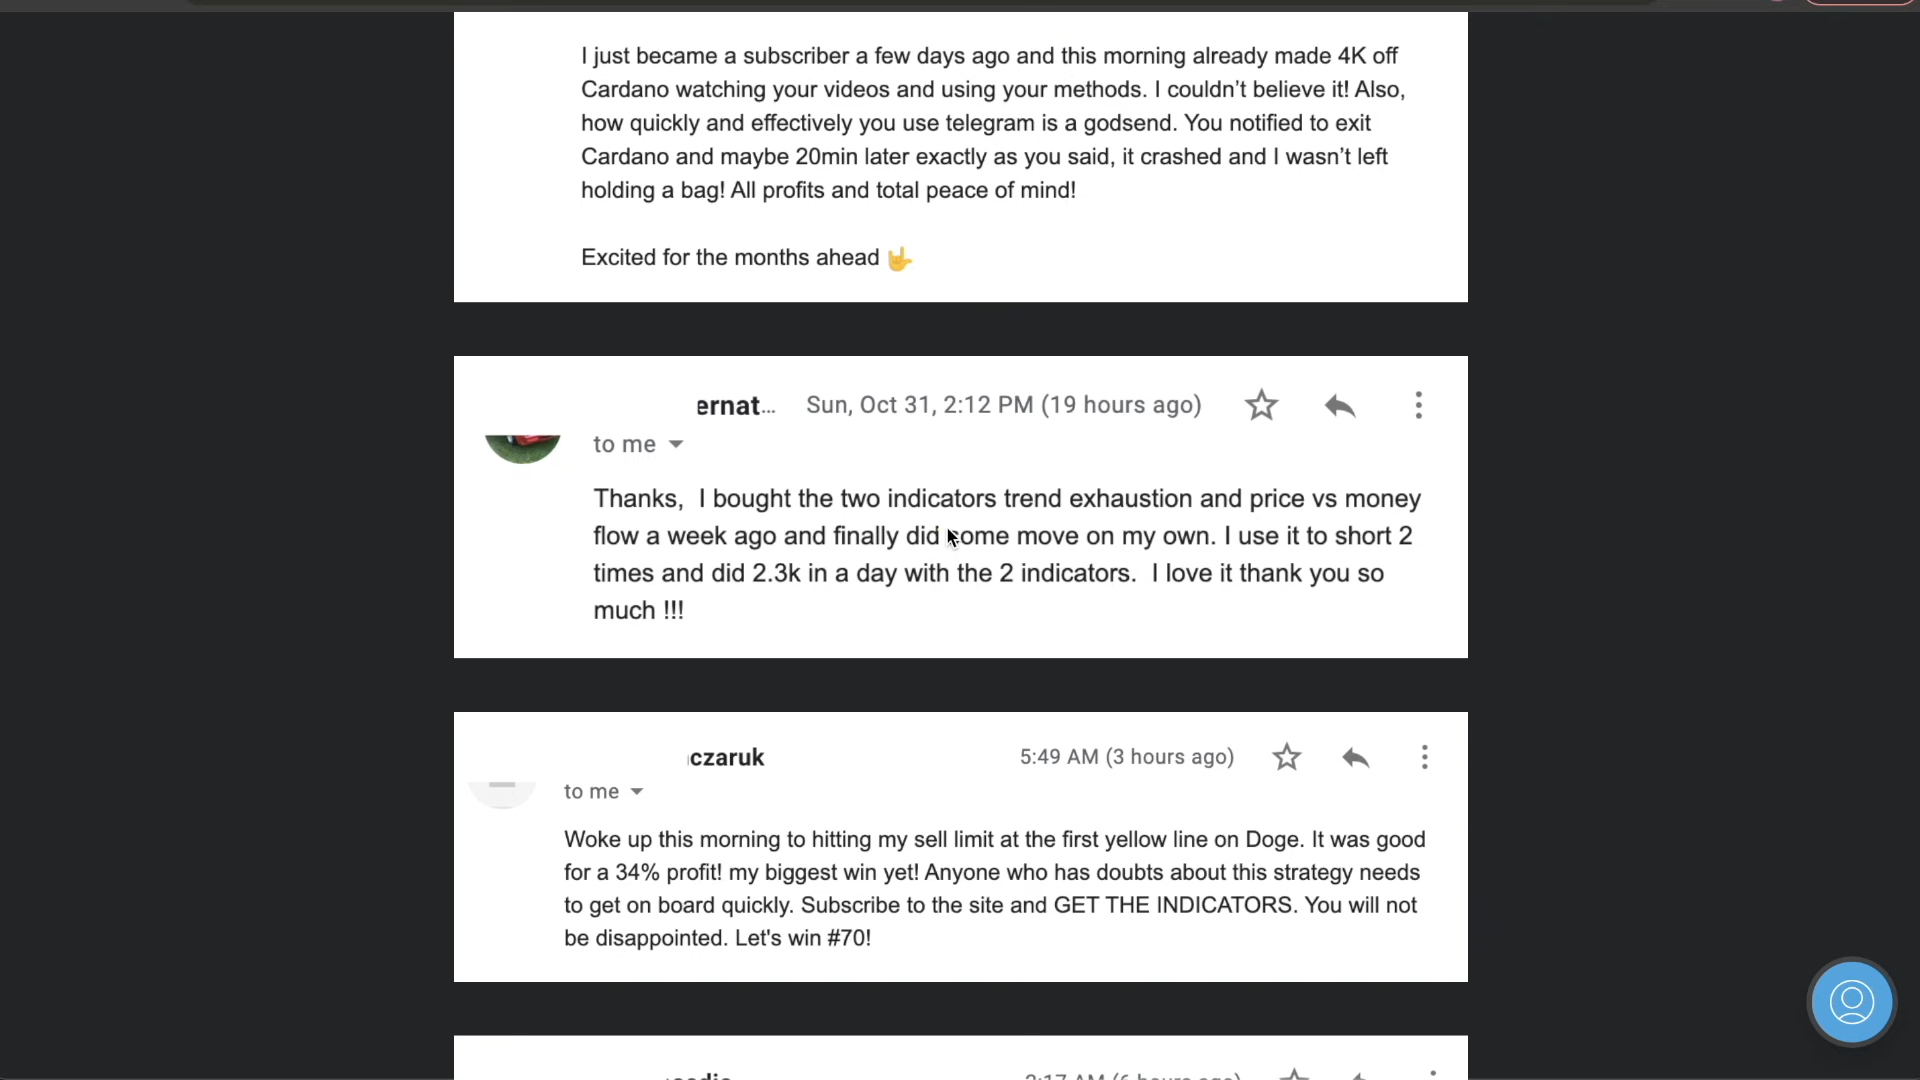 I just became a subscriber a few days ago and this morning already made 4K off
Cardano watching your videos and using your methods. I couldn’t believe it! Also,
how quickly and effectively you use telegram is a godsend. You notified to exit
Cardano and maybe 20min later exactly as you said, it crashed and I wasn’t left
holding a bag! All profits and total peace of mind!
Excited for the months ahead 🤟
ernat... Sun, Oct 31, 2:12 PM (19 hours ago)
to me
Thanks,  I bought the two indicators trend exhaustion and price vs money
flow a week ago and finally did some move on my own. I use it to short 2
times and did 2.3k in a day with the 2 indicators.  I love it thank you so
much !!!
czaruk 5:49 AM (3 hours ago)
to me
Woke up this morning to hitting my sell limit at the first yellow line on Doge. It was good
for a 34% profit! my biggest win yet! Anyone who has doubts about this strategy needs
to get on board quickly. Subscribe to the site and GET THE INDICATORS. You will not
be disappointed. Let's win #70!